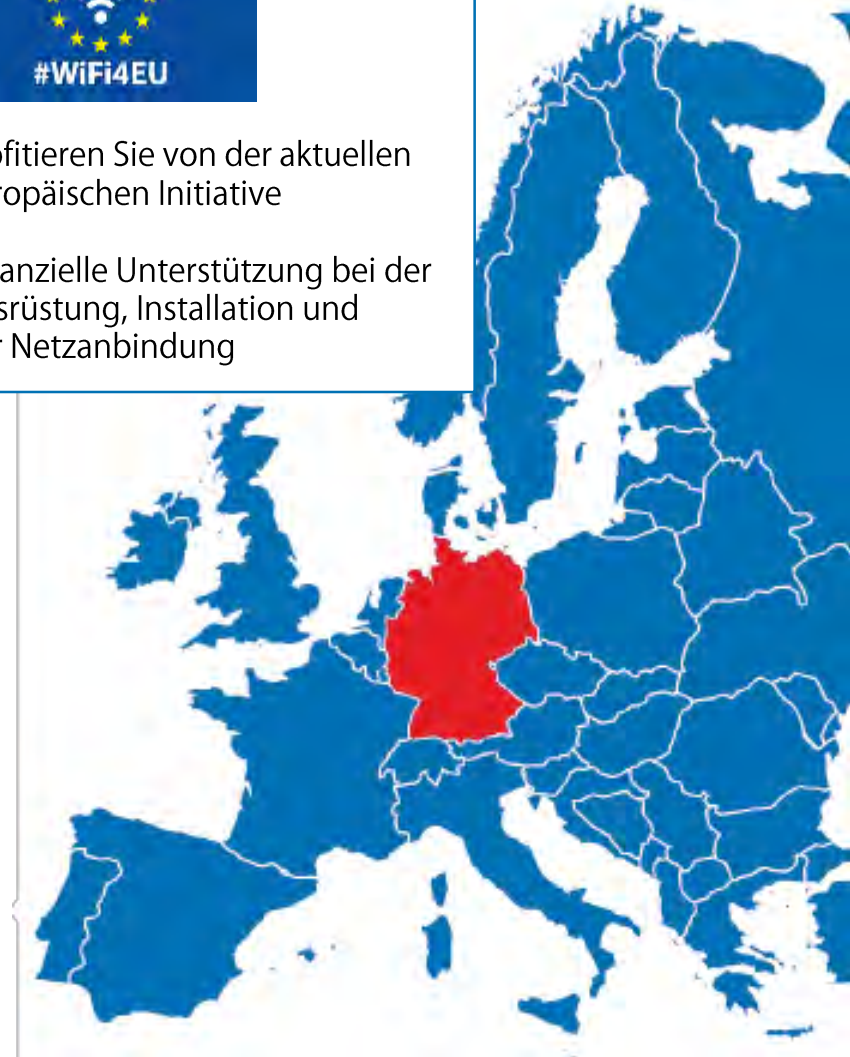 #WiFi4EU
ofitieren Sie von der aktuellen
ropäischen Initiative
anzielle Unterstützung bei der
srüstung, Installation und
r Netzanbindung